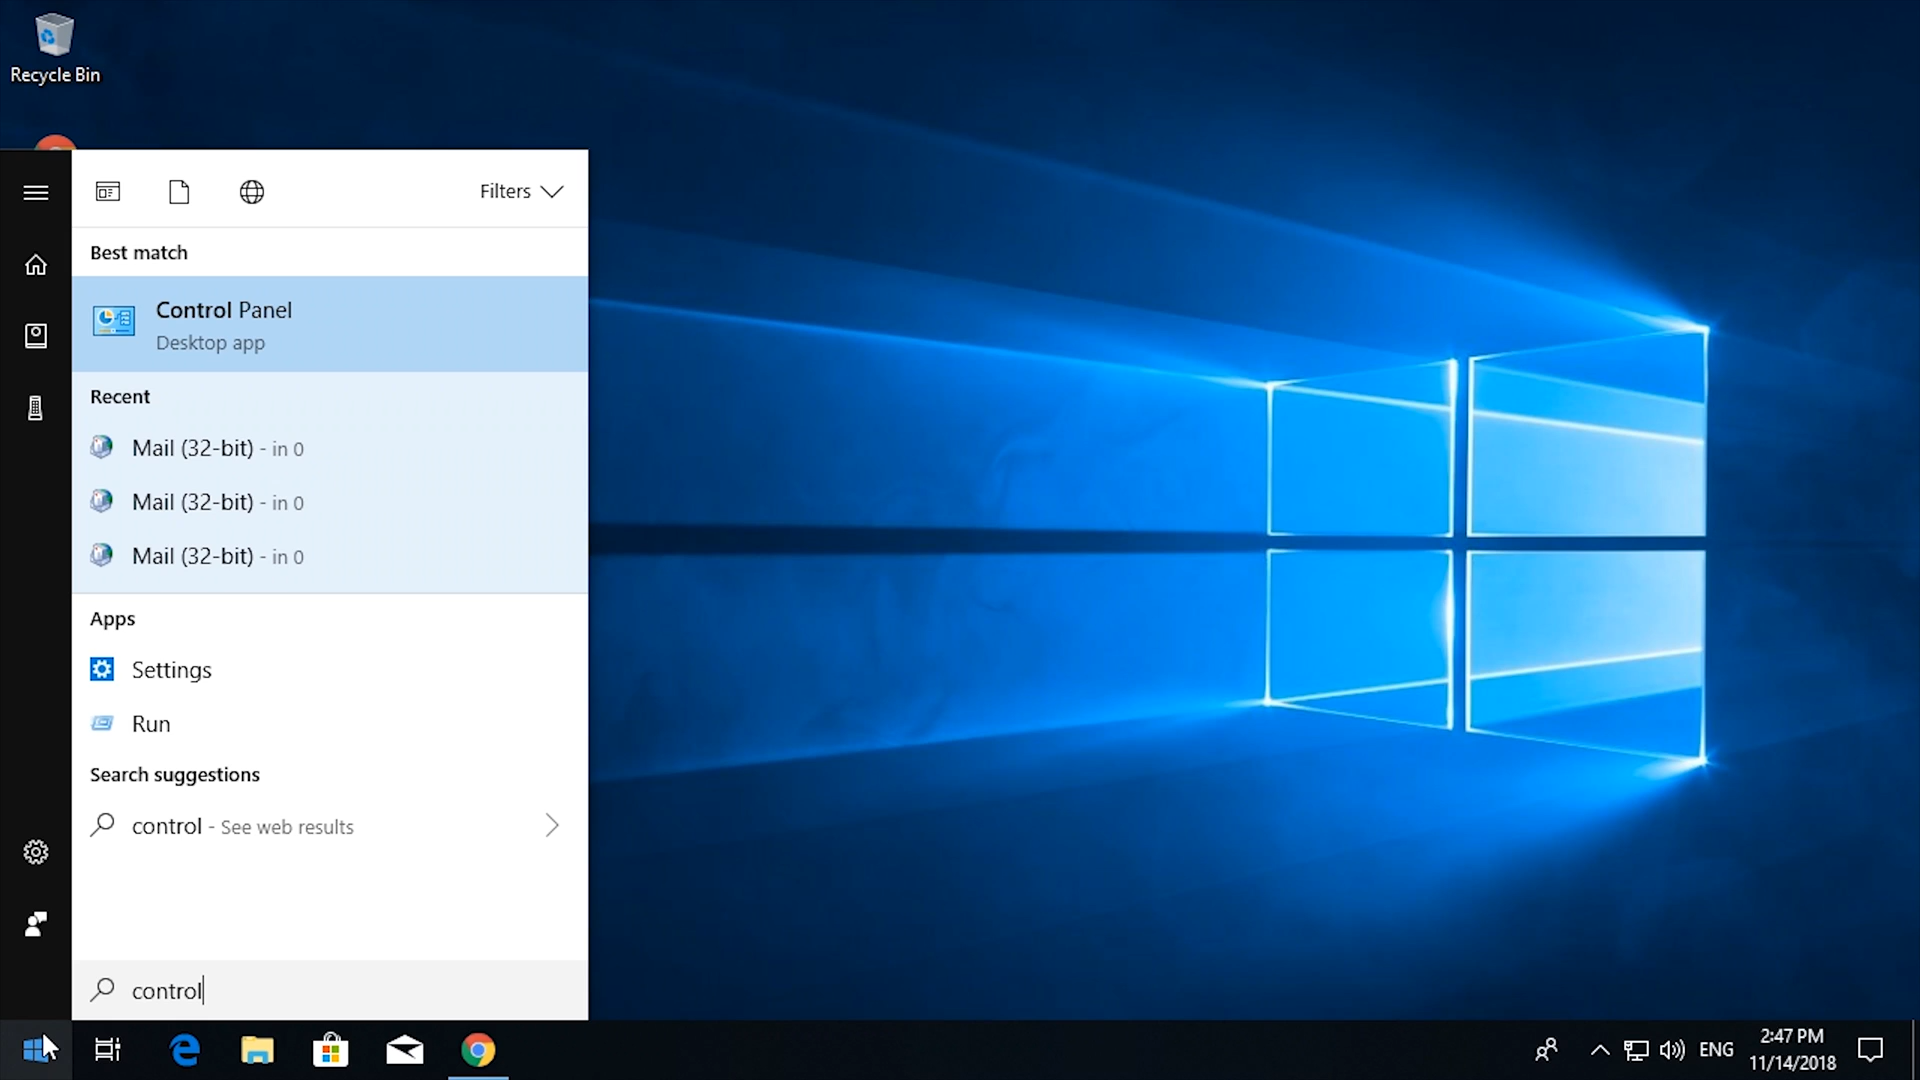 Recycle Bin
Filters
Best match
Control Panel
Desktop app
Recent
Mail (32-bit) - in 0
Mail (32-bit) - in 0
Mail (32-bit) - in 0
Apps
Settings
Run
Search suggestions
control - See web results
control
ENG
2:47 PM
11/14/2018